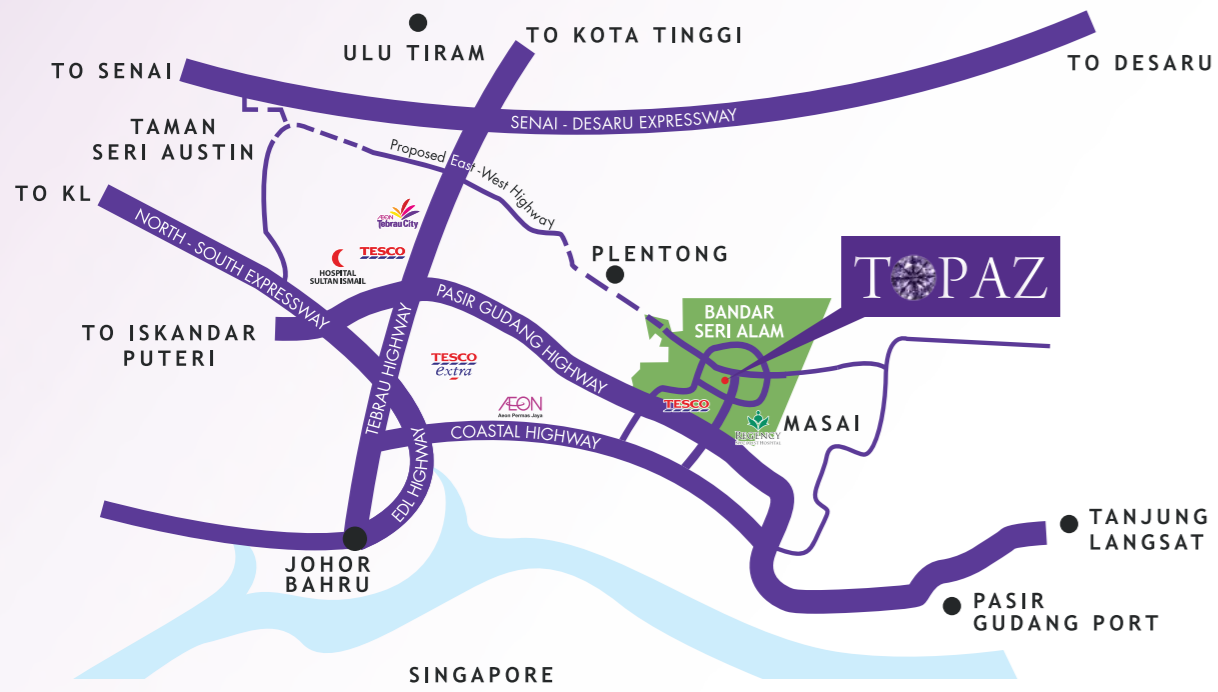 ULU TIRAM
TO KOTA TINGGI
TO SENAI
TO DESARU
SENAI - DESARU EXPRESSWAY
TAMAN
SERI AUSTIN
Proposed East-West Highway
TO KL
NORTH - SOUTH EXPRESSWAY
AEON
Tebrau City
TESCO
HOSPITAL
SULTAN ISMAIL
PLENTONG
TOPAZ
PASIR GUDANG HIGHWAY
BANDAR
SERI ALAM
TO ISKANDAR
PUTERI
TEBRAU HIGHWAY
TESCO
extra
AEON
Aeon Permas Jaya
TESCO
MASAI
REGENCY
COASTAL HIGHWAY
EDL HIGHWAY
TANJUNG
LANGSAT
JOHOR
BAHRU
PASIR
GUDANG PORT
SINGAPORE